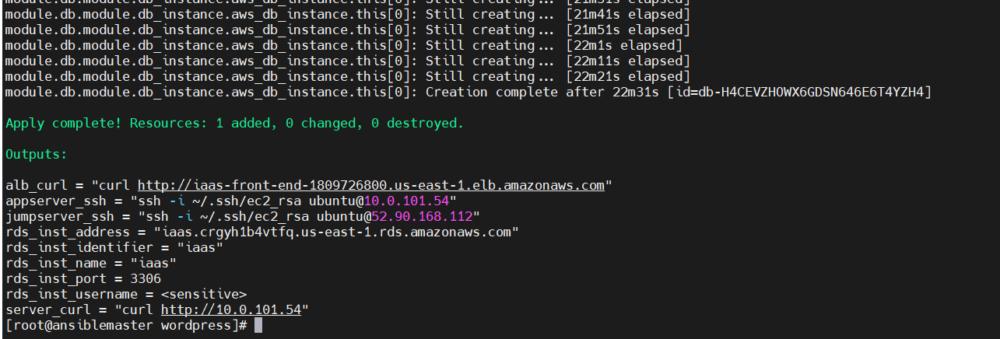 module.db.module.db_instance.aws_db_instance.this[0]: Still creating... [21m31s elapsed]
module.db.module.db_instance.aws_db_instance.this[0]: Still creating... [21m41s elapsed]
module.db.module.db_instance.aws_db_instance.this[0]: Still creating... [21m51s elapsed]
module.db.module.db_instance.aws_db_instance.this[0]: Still creating... [22m1s elapsed]
module.db.module.db_instance.aws_db_instance.this[0]: Still creating... [22m11s elapsed]
module.db.module.db_instance.aws_db_instance.this[0]: Still creating... [22m21s elapsed]
module.db.module.db_instance.aws_db_instance.this[0]: Creation complete after 22m31s [id=db-H4CEVZHOWX6GDSN646E6T4YZH4]
Apply complete! Resources: 1 added, 0 changed, 0 destroyed.
Outputs:
alb_curl = "curl http://iaas-front-end-1809726800.us-east-1.elb.amazonaws.com"
appserver_ssh = "ssh -i ~/.ssh/ec2_rsa ubuntu@10.0.101.54"
jumpserver_ssh = "ssh -i ~/.ssh/ec2_rsa ubuntu@52.90.168.112"
rds_inst_address = "iaas.crgyh1b4vtfq.us-east-1.rds.amazonaws.com"
rds_inst_identifier = "iaas"
rds_inst_name = "iaas"
rds_inst_port = 3306
rds_inst_username = <sensitive>
server_curl = "curl http://10.0.101.54"
[root@ansiblemaster wordpress]#